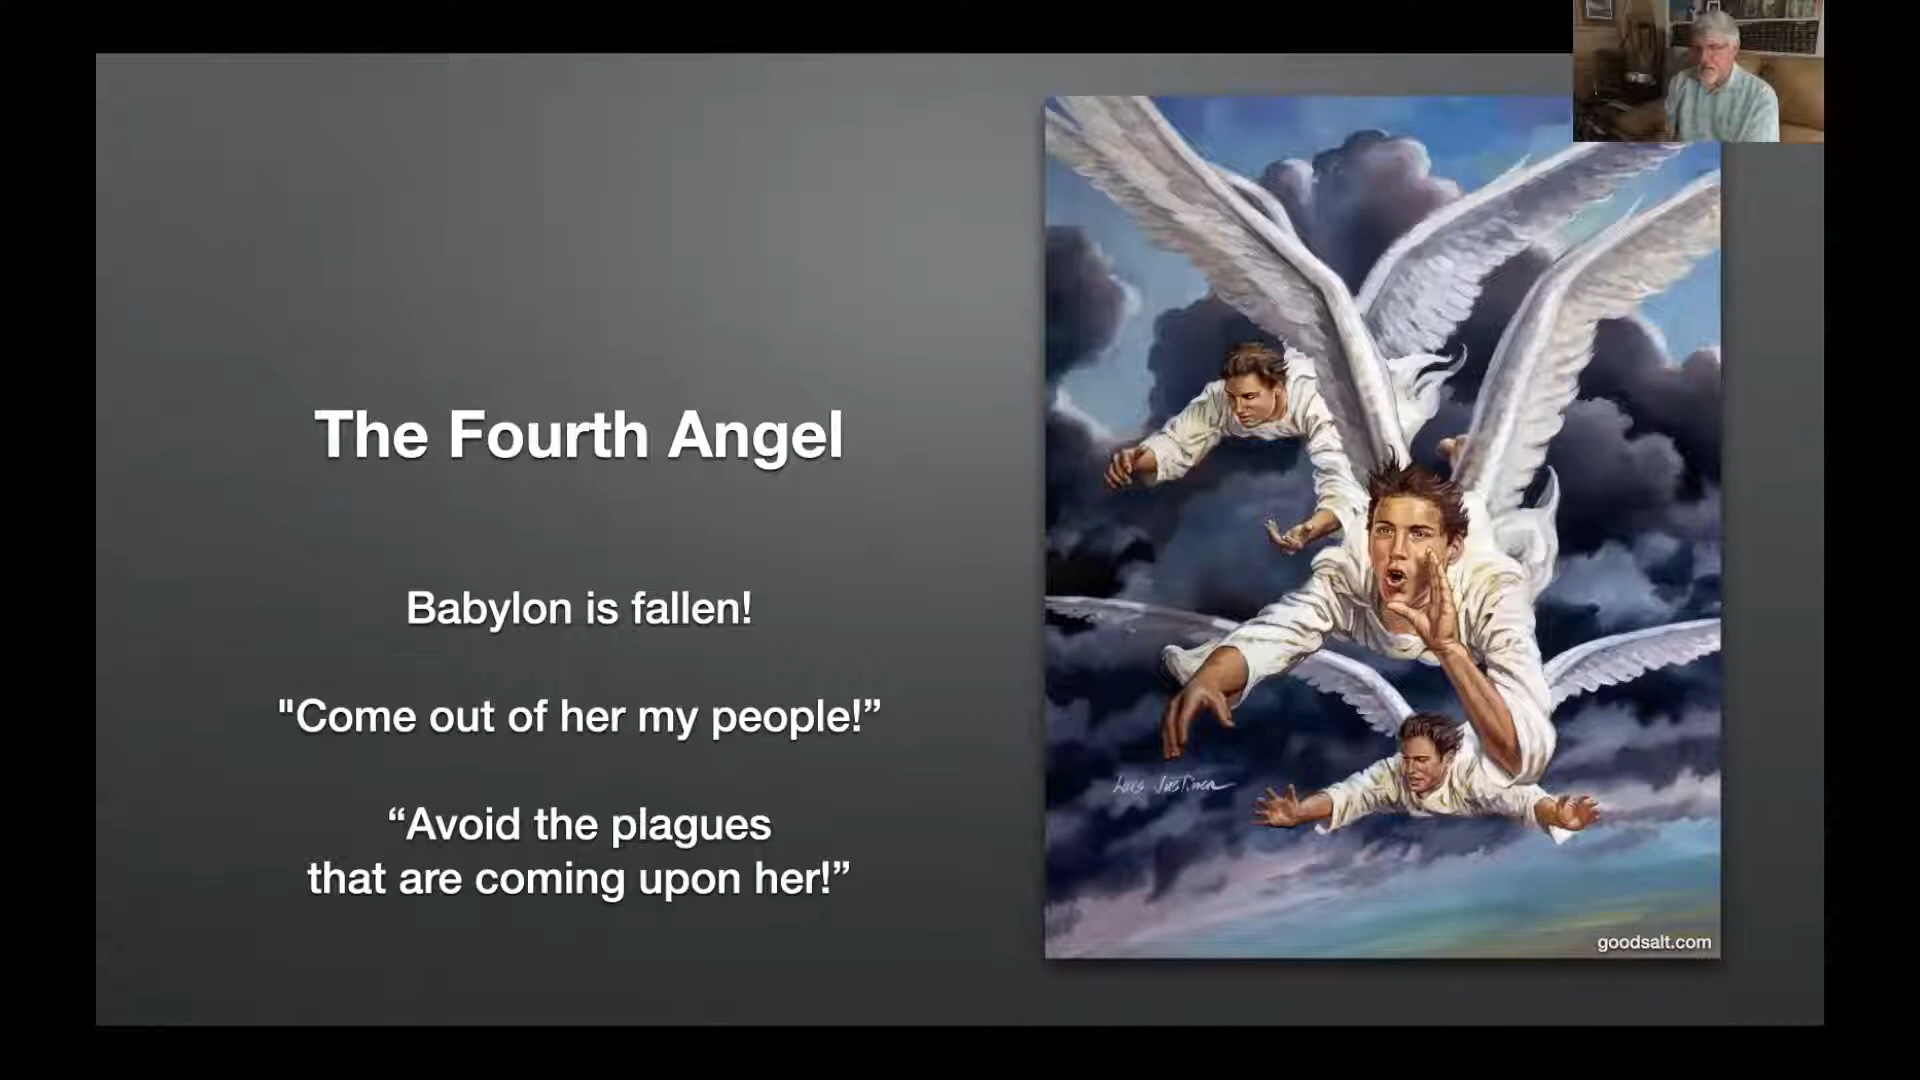 The Fourth Angel
Babylon is fallen!
"Come out of her my people!”
“Avoid the plagues
that are coming upon her!”
goodsalt.com